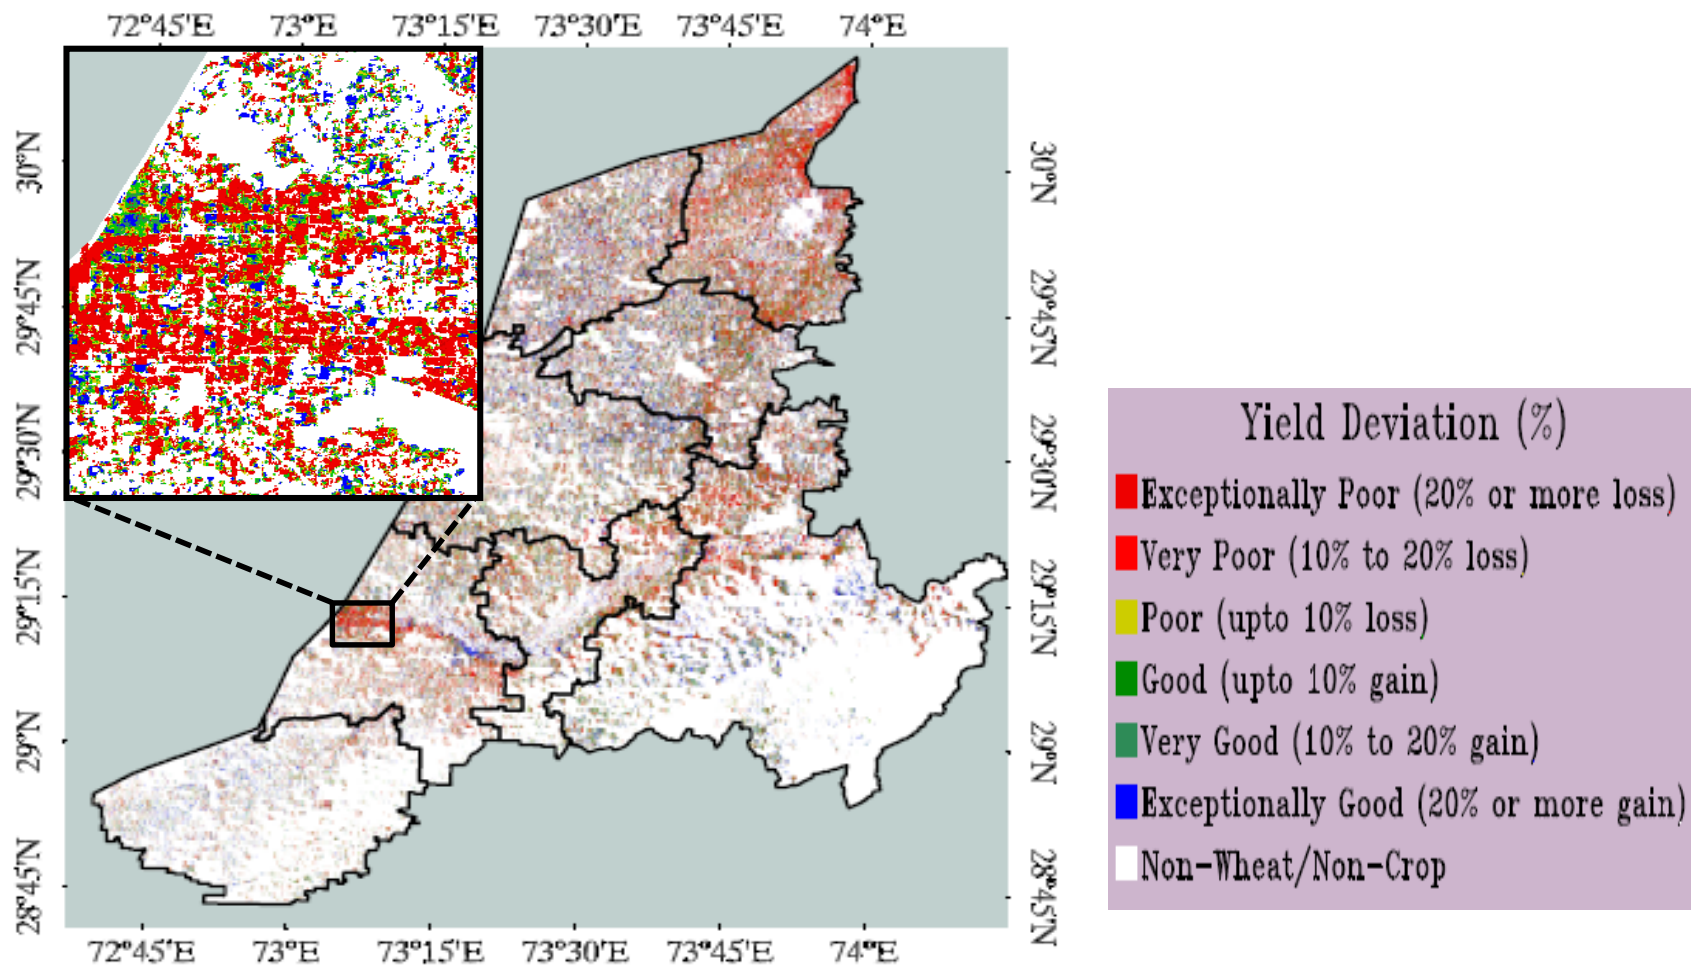 72°45'E 73°E 73°15'E 73°30'E 73°45'E 74°E
30°N
29°45'N
29°30'N
29°15'N
29°N
28°45'N
30°N
29°45'N
29°30'N
29°15'N
29°N
28°45'N
72°45'E 73°E 73°15'E 73°30'E 73°45'E 74°E
Yield Deviation (%)
Exceptionally Poor (20% or more loss)
Very Poor (10% to 20% loss)
Poor (upto 10% loss)
Good (upto 10% gain)
Very Good (10% to 20% gain)
Exceptionally Good (20% or more gain)
Non-Wheat/Non-Crop